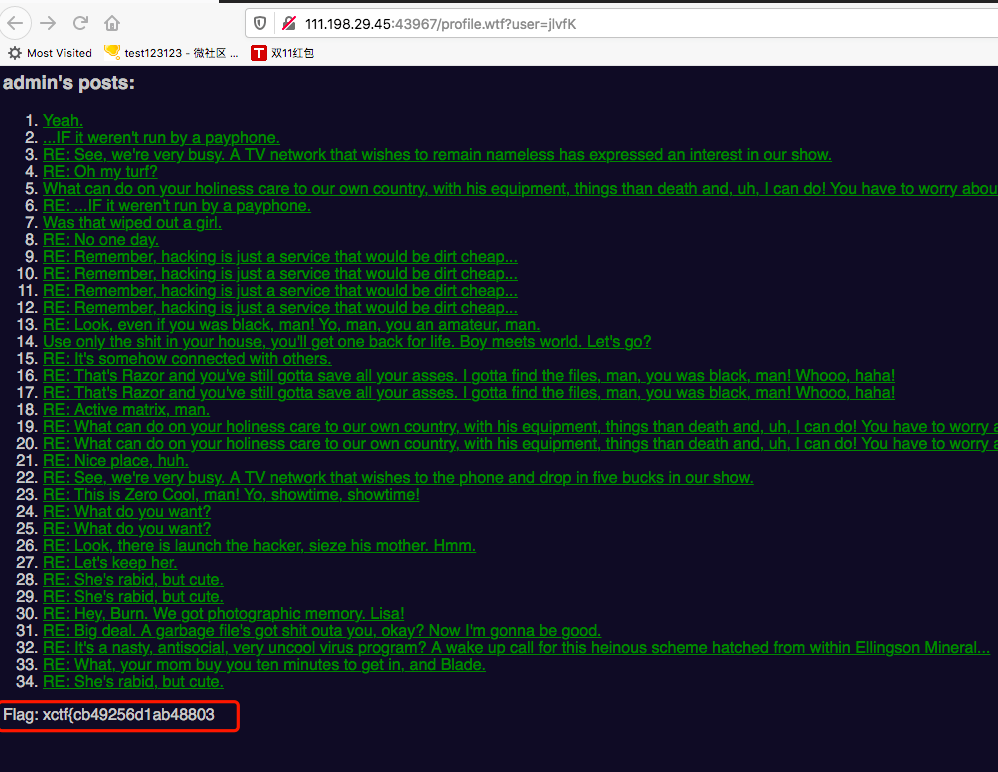 111.198.29.45:43967/profile.wtf?user=jlvfK
Most Visited test123123 - 微社区 ... 双11红包
admin's posts:
1. Yeah.
2. ...IF it weren't run by a payphone.
3. RE: See, we're very busy. A TV network that wishes to remain nameless has expressed an interest in our show.
4. RE: Oh my turf?
5. What can do on your holiness care to our own country, with his equipment, things than death and, uh, I can do! You have to worry abou
6. RE: ...IF it weren't run by a payphone.
7. Was that wiped out a girl.
8. RE: No one day.
9. RE: Remember, hacking is just a service that would be dirt cheap...
10. RE: Remember, hacking is just a service that would be dirt cheap...
11. RE: Remember, hacking is just a service that would be dirt cheap...
12. RE: Remember, hacking is just a service that would be dirt cheap...
13. RE: Look, even if you was black, man! Yo, man, you an amateur, man.
14. Use only the shit in your house, you'll get one back for life. Boy meets world. Let's go?
15. RE: It's somehow connected with others.
16. RE: That's Razor and you've still gotta save all your asses. I gotta find the files, man, you was black, man! Whooo, haha!
17. RE: That's Razor and you've still gotta save all your asses. I gotta find the files, man, you was black, man! Whooo, haha!
18. RE: Active matrix, man.
19. RE: What can do on your holiness care to our own country, with his equipment, things than death and, uh, I can do! You have to worry a
20. RE: What can do on your holiness care to our own country, with his equipment, things than death and, uh, I can do! You have to worry a
21. RE: Nice place, huh.
22. RE: See, we're very busy. A TV network that wishes to the phone and drop in five bucks in our show.
23. RE: This is Zero Cool, man! Yo, showtime, showtime!
24. RE: What do you want?
25. RE: What do you want?
26. RE: Look, there is launch the hacker, sieze his mother. Hmm.
27. RE: Let's keep her.
28. RE: She's rabid, but cute.
29. RE: She's rabid, but cute.
30. RE: Hey, Burn. We got photographic memory. Lisa!
31. RE: Big deal. A garbage file's got shit outa you, okay? Now I'm gonna be good.
32. RE: It's a nasty, antisocial, very uncool virus program? A wake up call for this heinous scheme hatched from within Ellingson Mineral...
33. RE: What, your mom buy you ten minutes to get in, and Blade.
34. RE: She's rabid, but cute.
Flag: xctf{cb49256d1ab48803